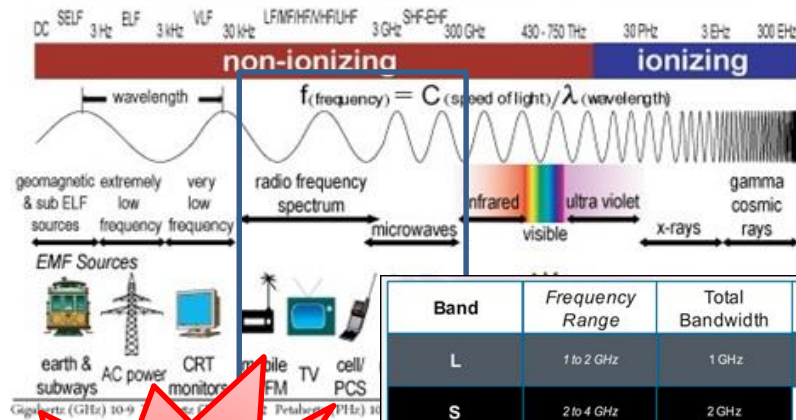 DC SELF 3 Hz ELF 3 kHz VLF 30 kHz LF/MF/HF/VHF/UHF 3 GHz SHF-EHF 300 GHz 430-750 THz 30 PHz 3 EHz 300 EHz
non-ionizing ionizing
wavelength
f(frequency) = C (speed of light)/λ (wavelength)
geomagnetic & sub ELF sources
extremely low frequency
very low frequency
radio frequency spectrum
microwaves
infrared
visible
ultra violet
x-rays
gamma cosmic rays
EMF Sources
earth & subways
AC power
CRT monitors
TV
cell/ PCS
Gigahertz (GHz) 10-9
Band Frequency Range Total Bandwidth
L 1 to 2 GHz 1 GHz
S 2 to 4 GHz 2 GHz